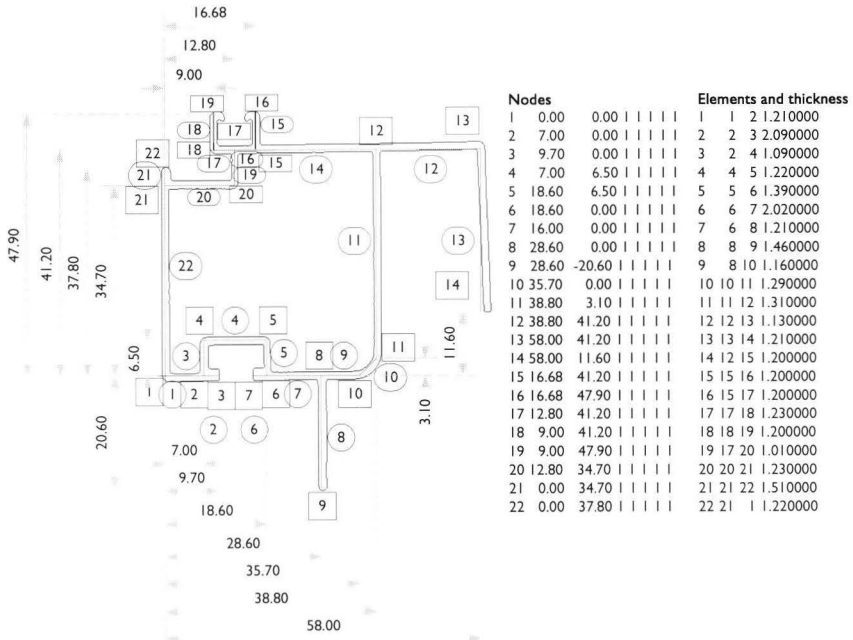 16.68
12.80
9.00
19 16
18 17 15
12 13
22 18
17 16 15
21 19 14 12
20 20
21
47.90
41.20
37.80
34.70
11 13
22
14
4 4 5
6.50
3 5 8 9 11
11.60
1 1 2 3 7 6 7 10 10
3.10
20.60
2 6 8
7.00
9.70
9
18.60
28.60
35.70
38.80
58.00
Nodes
1 0.00 0.00 1 1 1 1 1
2 7.00 0.00 1 1 1 1 1
3 9.70 0.00 1 1 1 1 1
4 7.00 6.50 1 1 1 1 1
5 18.60 6.50 1 1 1 1 1
6 18.60 0.00 1 1 1 1 1
7 16.00 0.00 1 1 1 1 1
8 28.60 0.00 1 1 1 1 1
9 28.60 -20.60 1 1 1 1 1
10 35.70 0.00 1 1 1 1 1
11 38.80 3.10 1 1 1 1 1
12 38.80 41.20 1 1 1 1 1
13 58.00 41.20 1 1 1 1 1
14 58.00 11.60 1 1 1 1 1
15 16.68 41.20 1 1 1 1 1
16 16.68 47.90 1 1 1 1 1
17 12.80 41.20 1 1 1 1 1
18 9.00 41.20 1 1 1 1 1
19 9.00 47.90 1 1 1 1 1
20 12.80 34.70 1 1 1 1 1
21 0.00 34.70 1 1 1 1 1
22 0.00 37.80 1 1 1 1 1
Elements and thickness
1 1 2 1.210000
2 2 3 2.090000
3 2 4 1.090000
4 4 5 1.220000
5 5 6 1.390000
6 6 7 2.020000
7 6 8 1.210000
8 8 9 1.460000
9 8 10 1.160000
10 10 11 1.290000
11 11 12 1.310000
12 12 13 1.130000
13 13 14 1.210000
14 12 15 1.200000
15 15 16 1.200000
16 15 17 1.200000
17 17 18 1.230000
18 18 19 1.200000
19 17 20 1.010000
20 20 21 1.230000
21 21 22 1.510000
22 21 1 1.220000